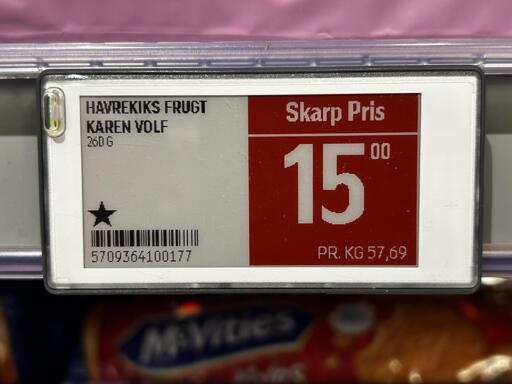 HAVREKIKS FRUGT
KAREN VOLF
260 G
Skarp Pris
15 00
PR. KG 57,69
5709364100177
McVitie's